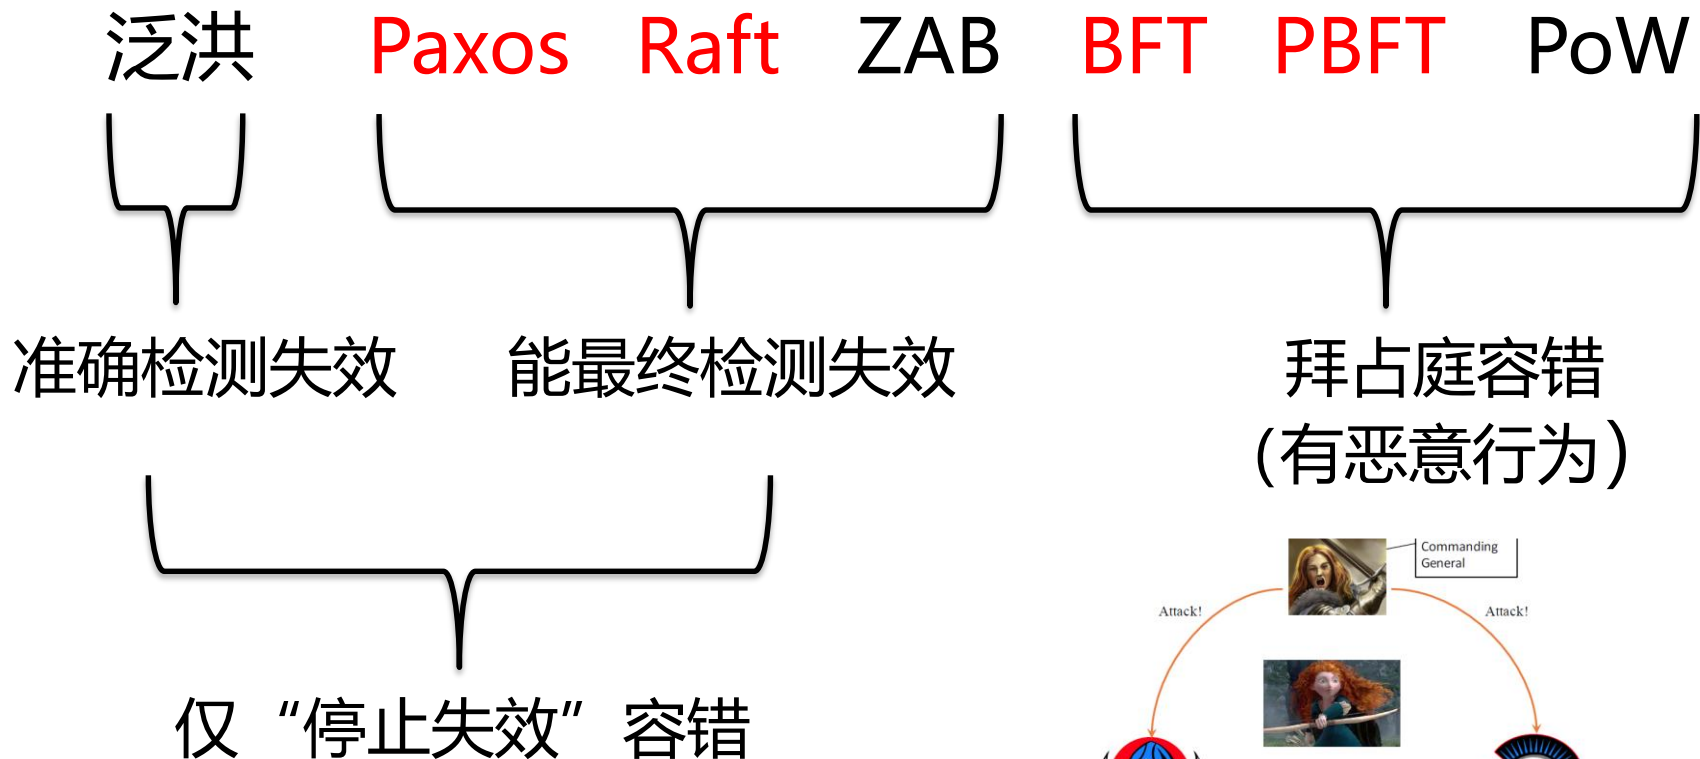 泛洪 Paxos Raft ZAB BFT PBFT PoW
准确检测失效 能最终检测失效 拜占庭容错
（有恶意行为）
Commanding
General
Attack! Attack!
仅“停止失效”容错